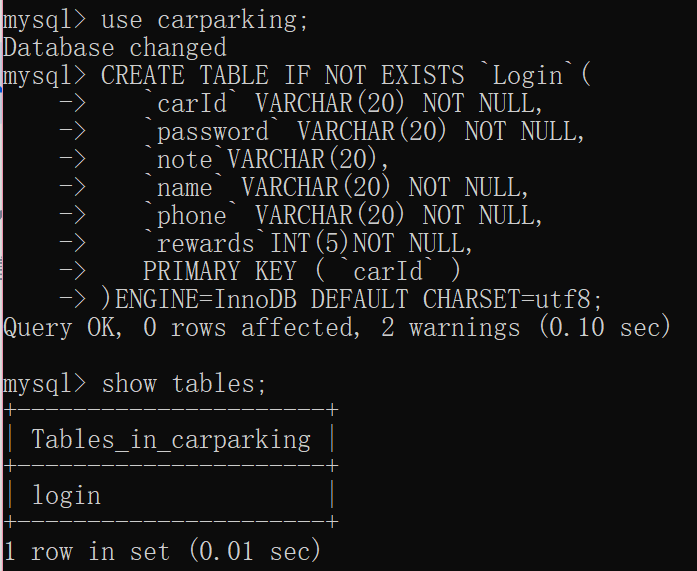 mysql> use carparking;
Database changed
mysql> CREATE TABLE IF NOT EXISTS `Login`(
    ->    `carId` VARCHAR(20) NOT NULL,
    ->    `password` VARCHAR(20) NOT NULL,
    ->    `note`VARCHAR(20),
    ->    `name` VARCHAR(20) NOT NULL,
    ->    `phone` VARCHAR(20) NOT NULL,
    ->    `rewards`INT(5)NOT NULL,
    ->    PRIMARY KEY ( `carId` )
    -> )ENGINE=InnoDB DEFAULT CHARSET=utf8;
Query OK, 0 rows affected, 2 warnings (0.10 sec)
mysql> show tables;
+----------------------+
| Tables_in_carparking |
+----------------------+
| login                |
+----------------------+
1 row in set (0.01 sec)